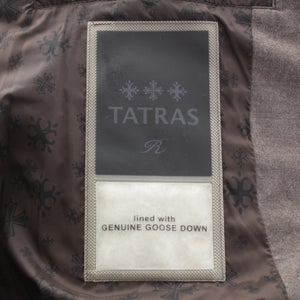 TATRAS
R
lined with
GENUINE GOOSE DOWN